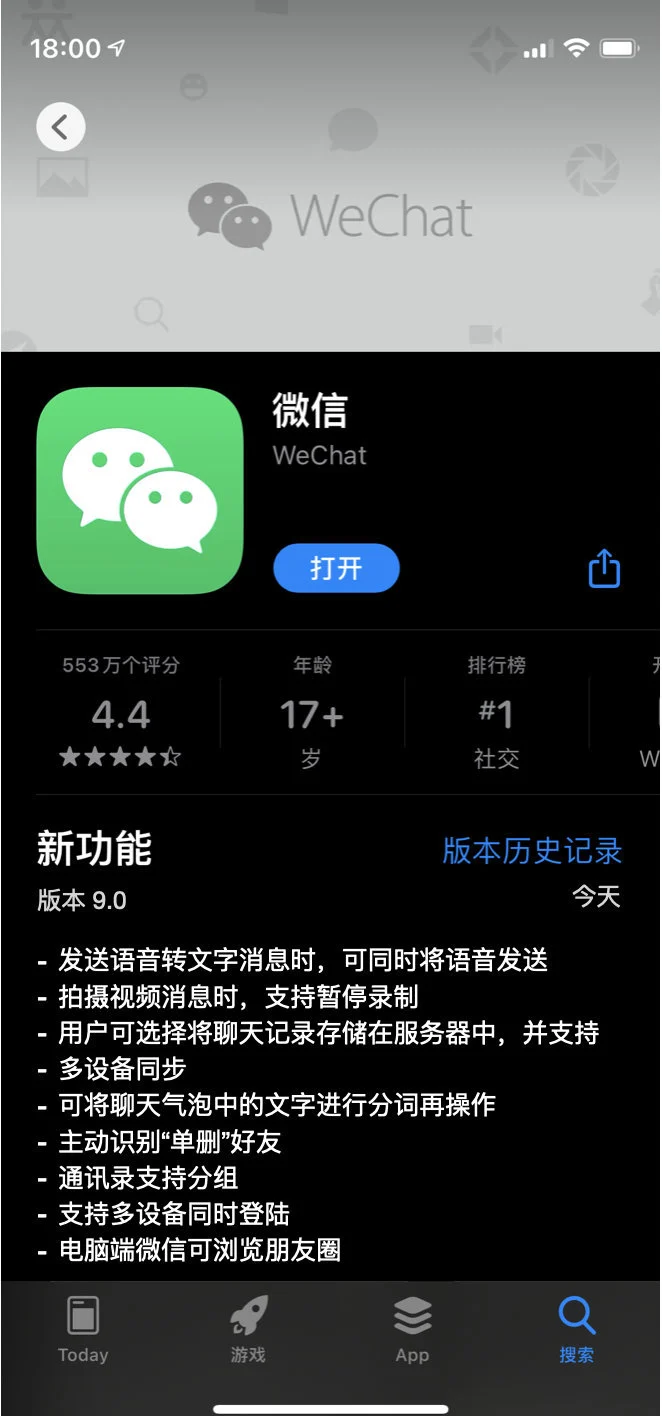 18:00
WeChat
微信
WeChat
打开
553万个评分 年龄 排行榜
4.4 17+ #1
岁 社交
新功能 版本历史记录
版本 9.0 今天
- 发送语音转文字消息时，可同时将语音发送
- 拍摄视频消息时，支持暂停录制
- 用户可选择将聊天记录存储在服务器中，并支持
- 多设备同步
- 可将聊天气泡中的文字进行分词再操作
- 主动识别“单删”好友
- 通讯录支持分组
- 支持多设备同时登陆
- 电脑端微信可浏览朋友圈
Today 游戏 App 搜索